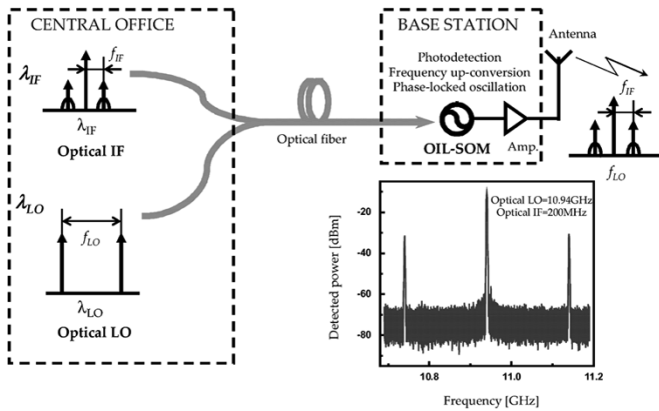 CENTRAL OFFICE
λIF
fIF
λIF
Optical IF
λLO
fLO
λLO
Optical LO
Optical fiber
BASE STATION
Photodetection
Frequency up-conversion
Phase-locked oscillation
OIL-SOM
Amp.
Antenna
fIF
fLO
Optical LO=10.94GHz
Optical IF=200MHz
Detected power [dBm]
-20
-40
-60
-80
10.8
11.0
11.2
Frequency [GHz]